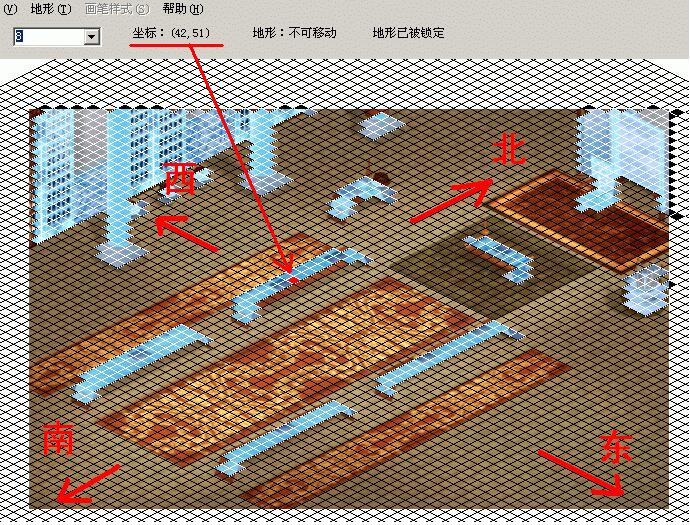 (V) 地形(T) 画笔样式(S) 帮助(H)
8 坐标：(42,51) 地形：不可移动 地形已被锁定
北
西
南
东